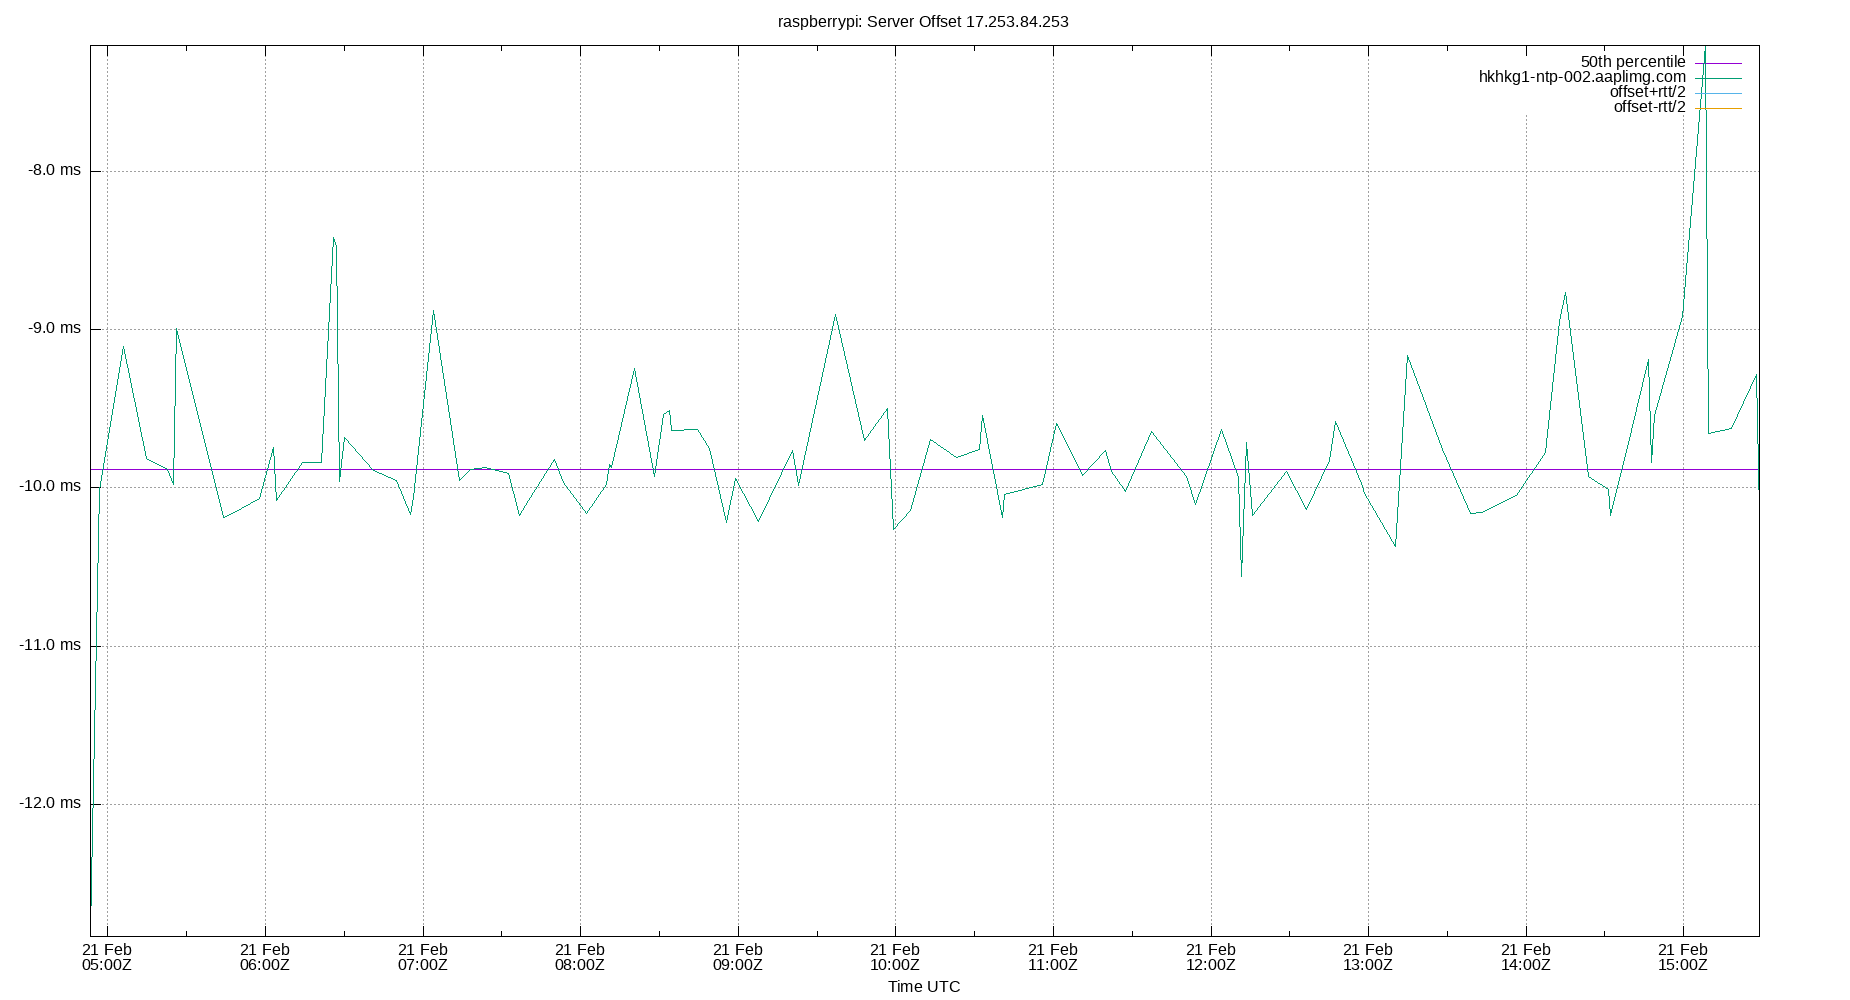 raspberrypi: Server Offset 17.253.84.253
50th percentile
hkhkg1-ntp-002.aaplimg.com
offset+rtt/2
offset-rtt/2
-8.0 ms
-9.0 ms
-10.0 ms
-11.0 ms
-12.0 ms
21 Feb 21 Feb 21 Feb 21 Feb 21 Feb 21 Feb 21 Feb 21 Feb 21 Feb 21 Feb 21 Feb
05:00Z 06:00Z 07:00Z 08:00Z 09:00Z 10:00Z 11:00Z 12:00Z 13:00Z 14:00Z 15:00Z
Time UTC